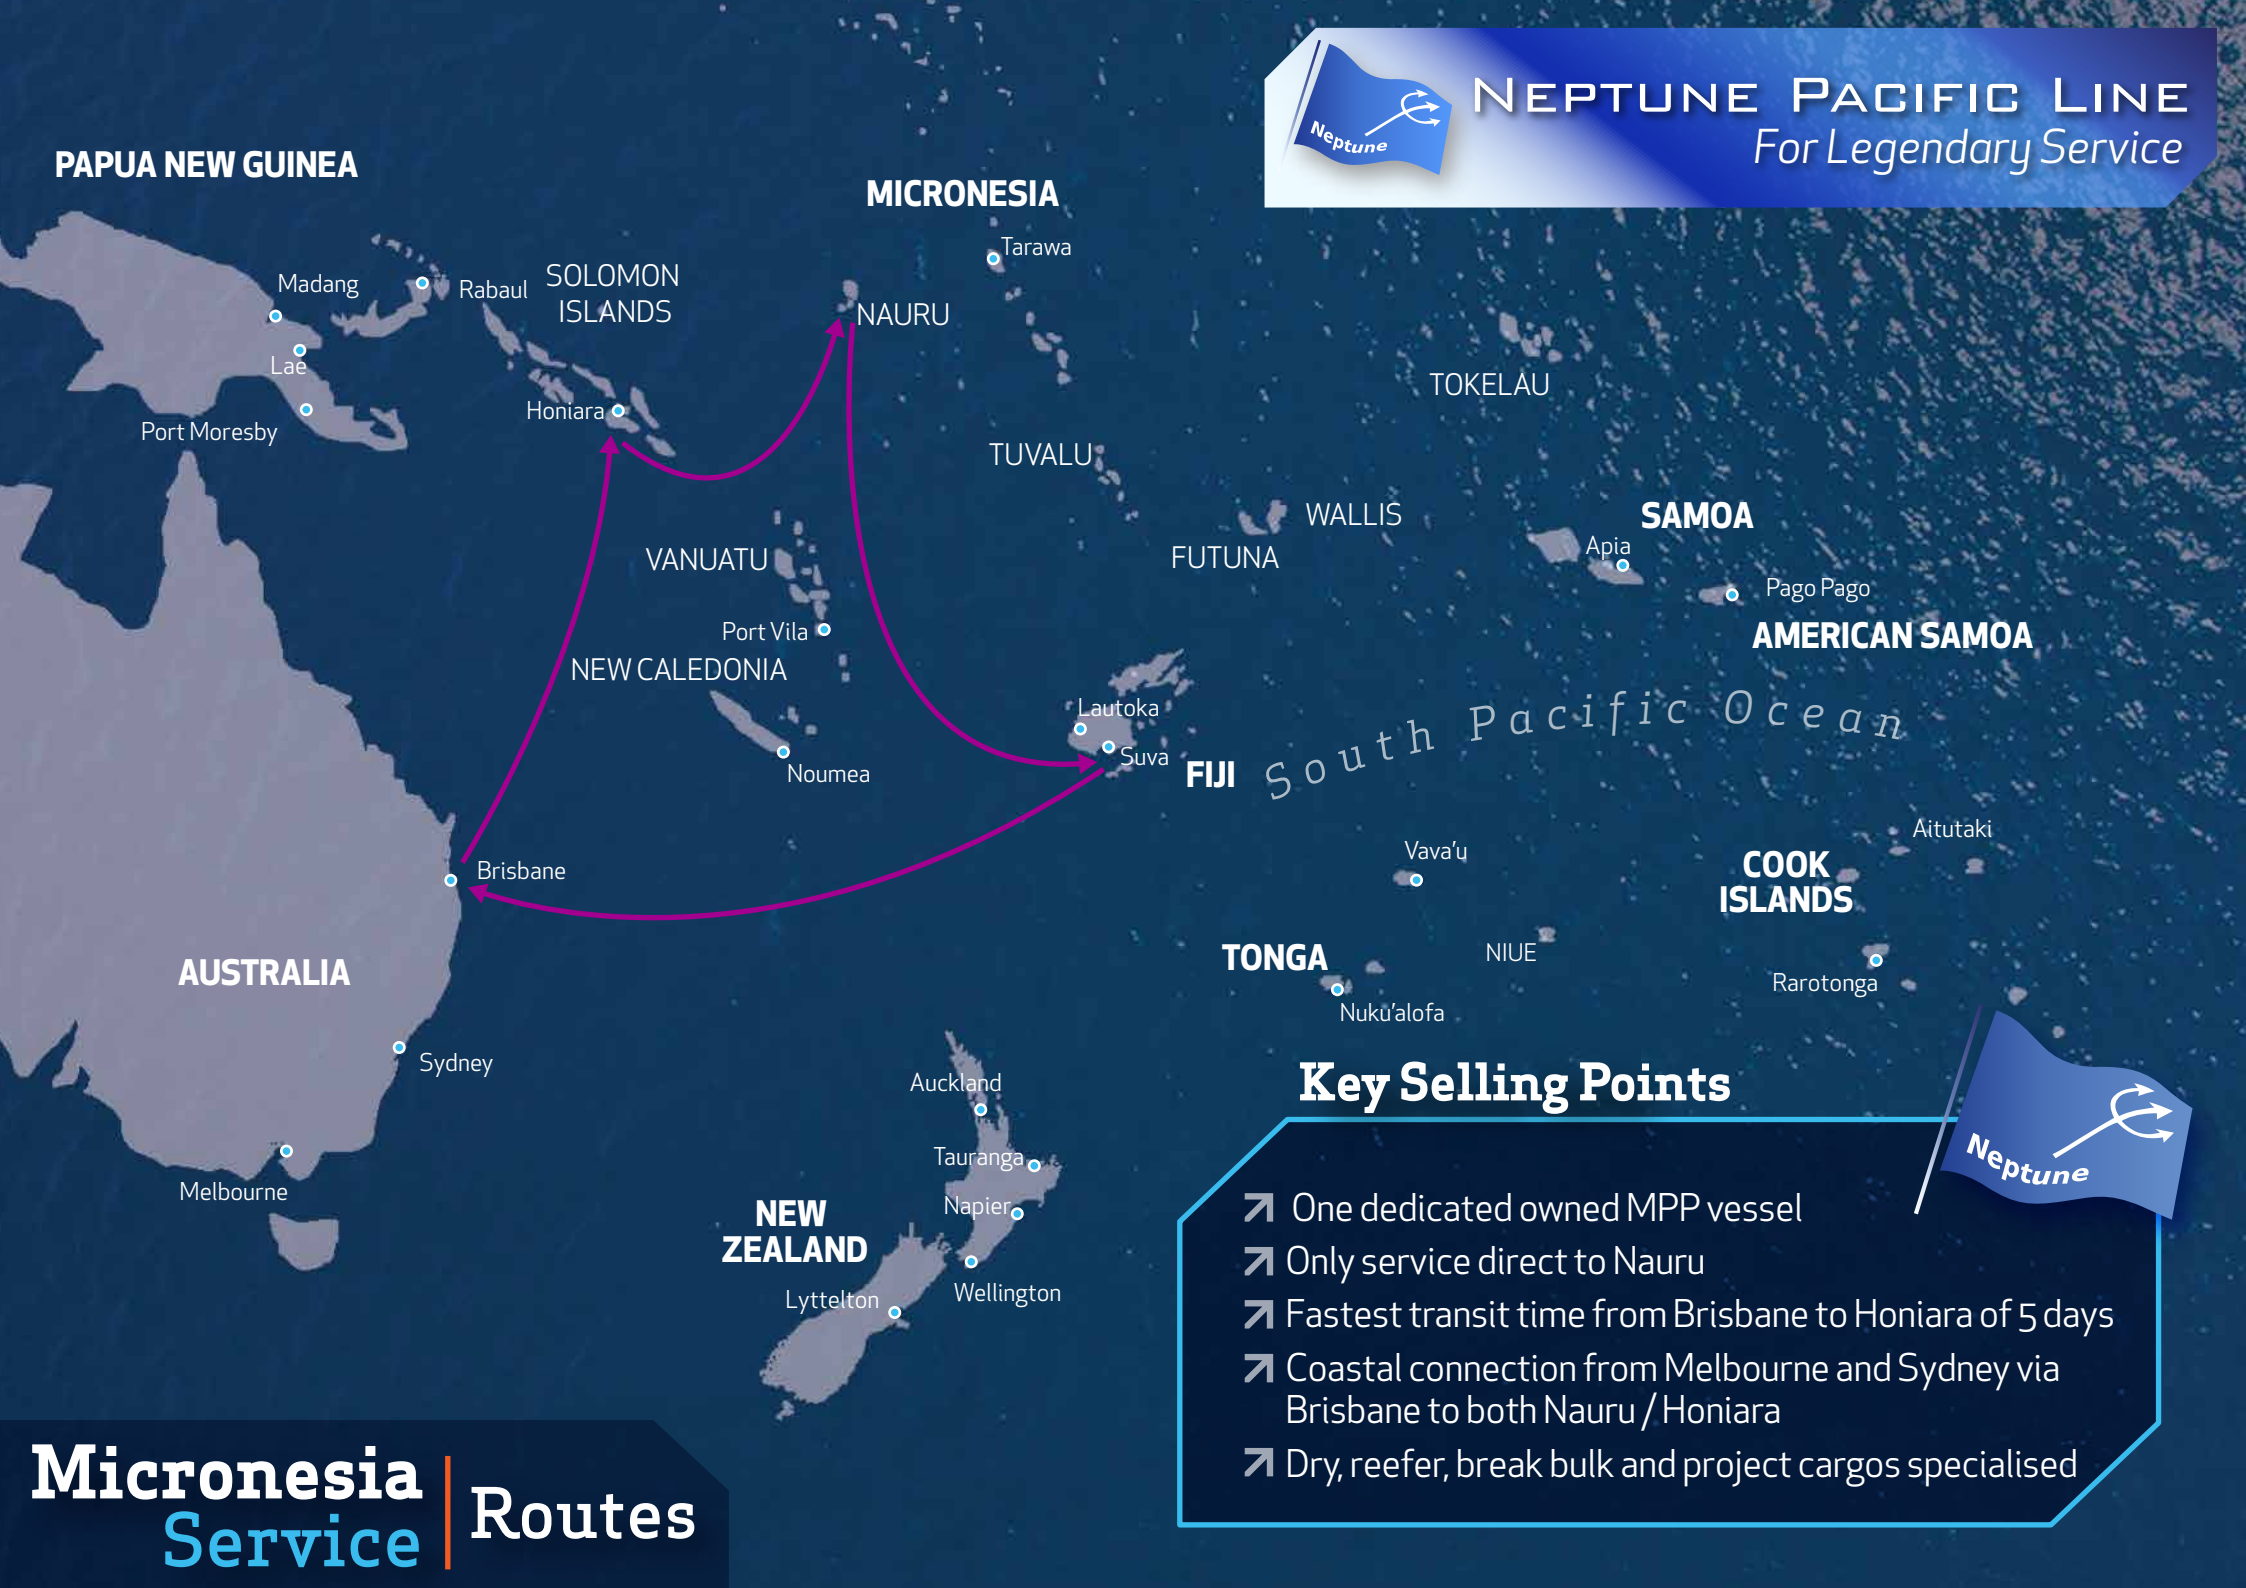 NEPTUNE PACIFIC LINE
For Legendary Service
Neptune
PAPUA NEW GUINEA
MICRONESIA
Tarawa
Madang
Rabaul
SOLOMON
ISLANDS
NAURU
Lae
TOKELAU
Honiara
Port Moresby
TUVALU
WALLIS
SAMOA
Apia
VANUATU
FUTUNA
Pago Pago
Port Vila
AMERICAN SAMOA
NEW CALEDONIA
Lautoka
South Pacific Ocean
Suva
FIJI
Noumea
Aitutaki
Vava'u
COOK
ISLANDS
Brisbane
TONGA
NIUE
AUSTRALIA
Rarotonga
Nuku'alofa
Sydney
Auckland
Key Selling Points
Neptune
Tauranga
Melbourne
Napier
NEW
ZEALAND
Wellington
Lyttelton
One dedicated owned MPP vessel
Only service direct to Nauru
Fastest transit time from Brisbane to Honiara of 5 days
Coastal connection from Melbourne and Sydney via
Brisbane to both Nauru / Honiara
Dry, reefer, break bulk and project cargos specialised
Micronesia
Service
Routes